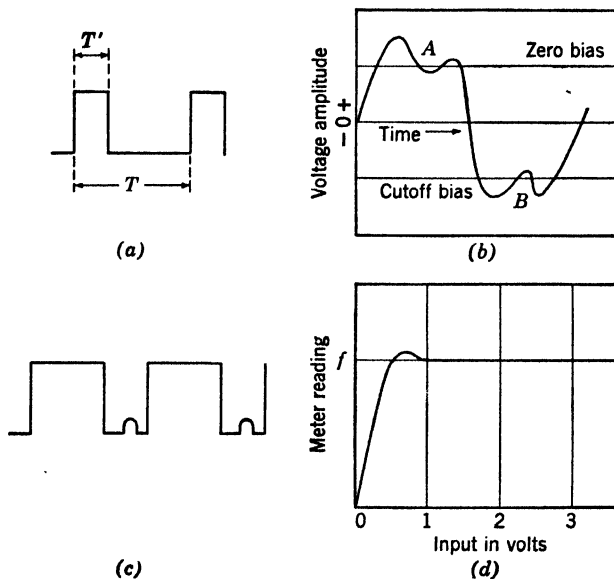 T'
T
(a)
Voltage amplitude
- 0 +
A
Zero bias
Time
Cutoff bias
B
(b)
(c)
Meter reading
f
0 1 2 3
Input in volts
(d)